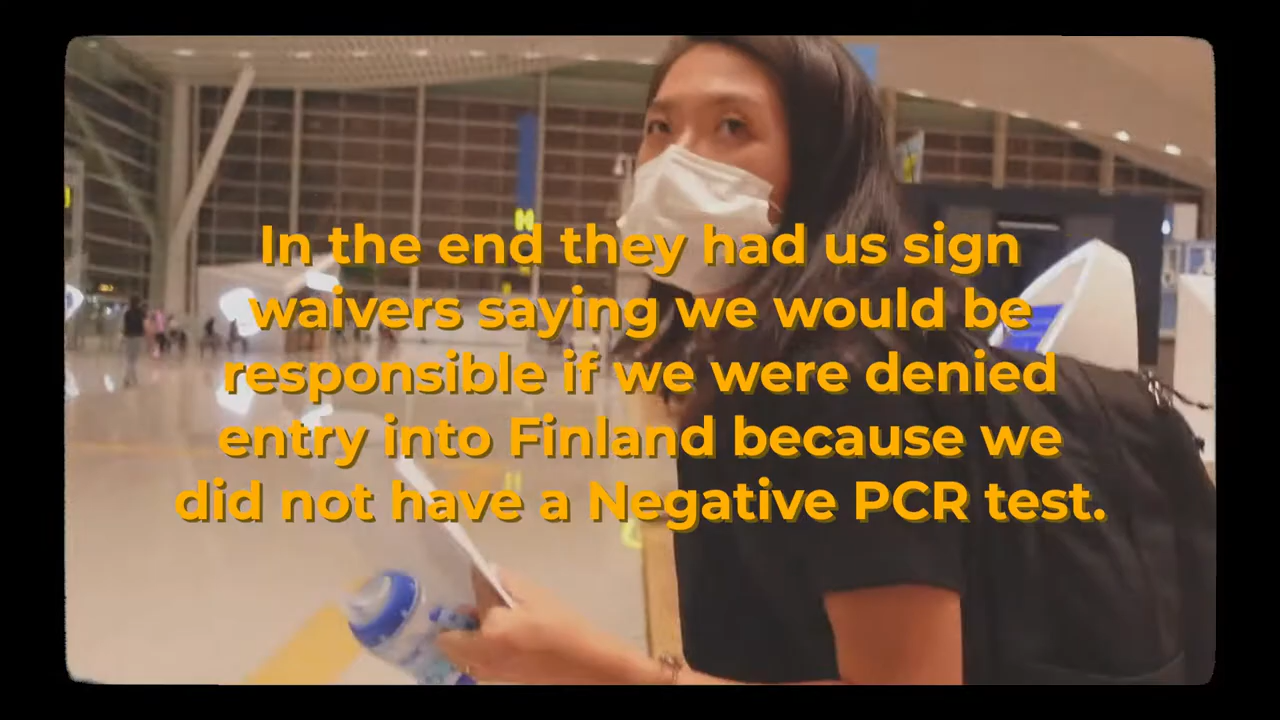 In the end they had us sign
waivers saying we would be
responsible if we were denied
entry into Finland because we
did not have a Negative PCR test.
H